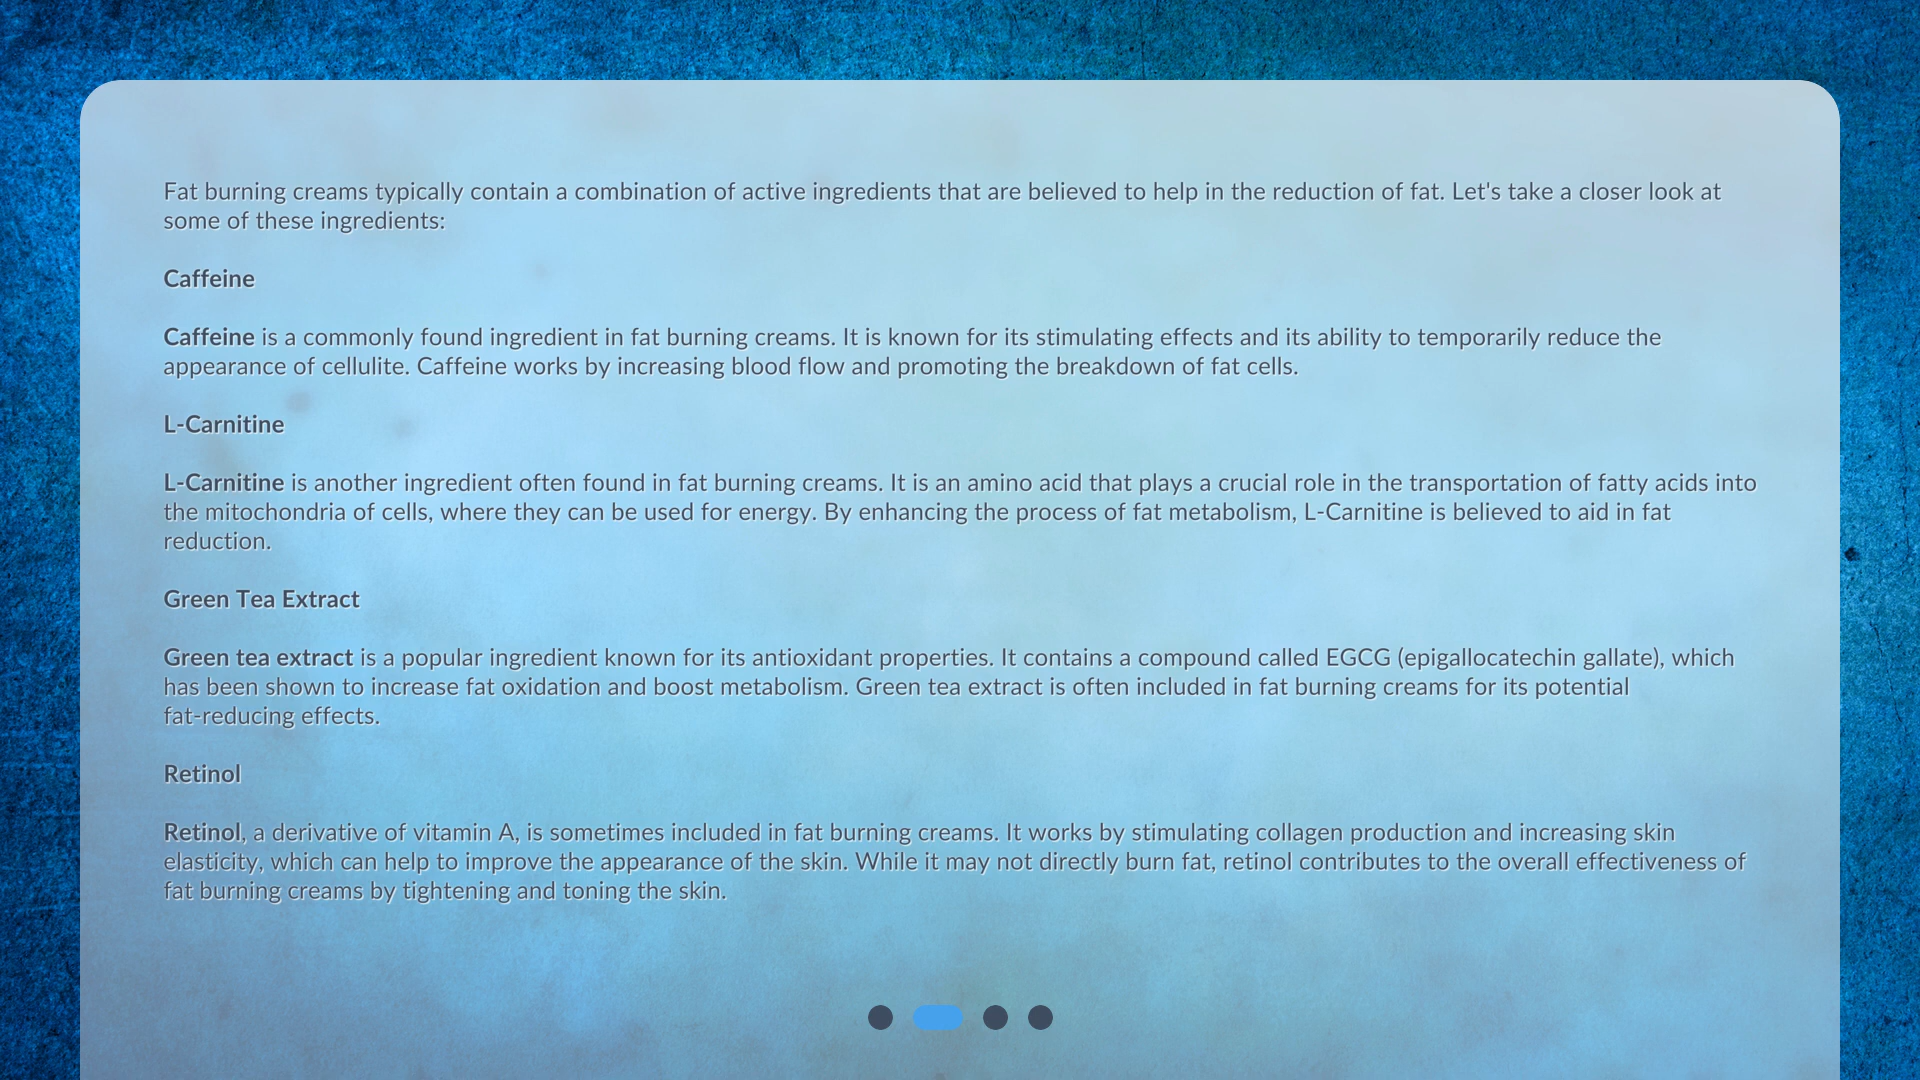 Fat burning creams typically contain a combination of active ingredients that are believed to help in the reduction of fat. Let's take a closer look at
some of these ingredients:
Caffeine
Caffeine is a commonly found ingredient in fat burning creams. It is known for its stimulating effects and its ability to temporarily reduce the
appearance of cellulite. Caffeine works by increasing blood flow and promoting the breakdown of fat cells.
L-Carnitine
L-Carnitine is another ingredient often found in fat burning creams. It is an amino acid that plays a crucial role in the transportation of fatty acids into
the mitochondria of cells, where they can be used for energy. By enhancing the process of fat metabolism, L-Carnitine is believed to aid in fat
reduction.
Green Tea Extract
Green tea extract is a popular ingredient known for its antioxidant properties. It contains a compound called EGCG (epigallocatechin gallate), which
has been shown to increase fat oxidation and boost metabolism. Green tea extract is often included in fat burning creams for its potential
fat-reducing effects.
Retinol
Retinol, a derivative of vitamin A, is sometimes included in fat burning creams. It works by stimulating collagen production and increasing skin
elasticity, which can help to improve the appearance of the skin. While it may not directly burn fat, retinol contributes to the overall effectiveness of
fat burning creams by tightening and toning the skin.